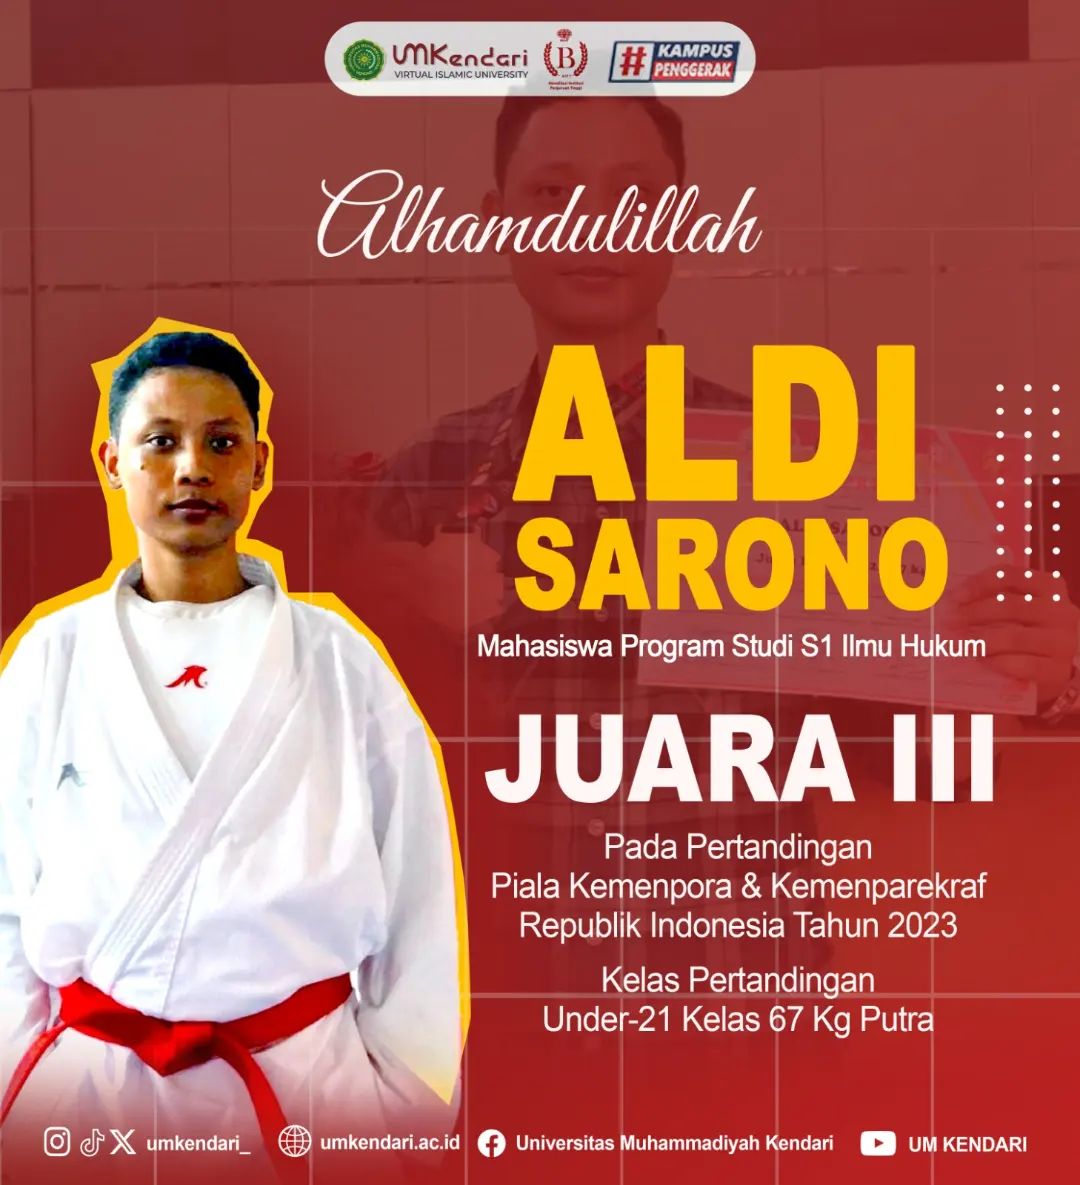 UMKendari
VIRTUAL ISLAMIC UNIVERSITY
B
# KAMPUS
PENGGERAK
Alhamdulillah
ALDI
SARONO
Mahasiswa Program Studi S1 Ilmu Hukum
JUARA III
Pada Pertandingan
Piala Kemenpora & Kemenparekraf
Republik Indonesia Tahun 2023
Kelas Pertandingan
Under-21 Kelas 67 Kg Putra
umkendari_ umkendari.ac.id Universitas Muhammadiyah Kendari UM KENDARI